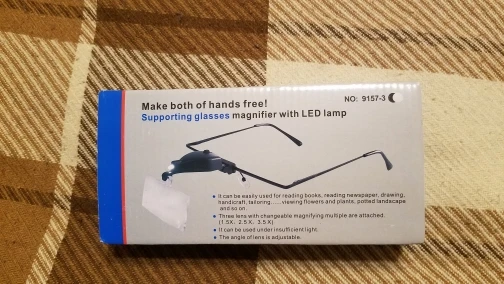 Make both of hands free!
NO: 9157-3
Supporting glasses magnifier with LED lamp
It can be easily used for reading books, reading newspaper, drawing,
handicraft, tailoring......viewing flowers and plants, potted landscape
and so on.
Three lens with changeable magnifying multiple are attached.
(1.5X、2.5X、3.5X)
It can be used under insufficient light.
The angle of lens is adjustable.